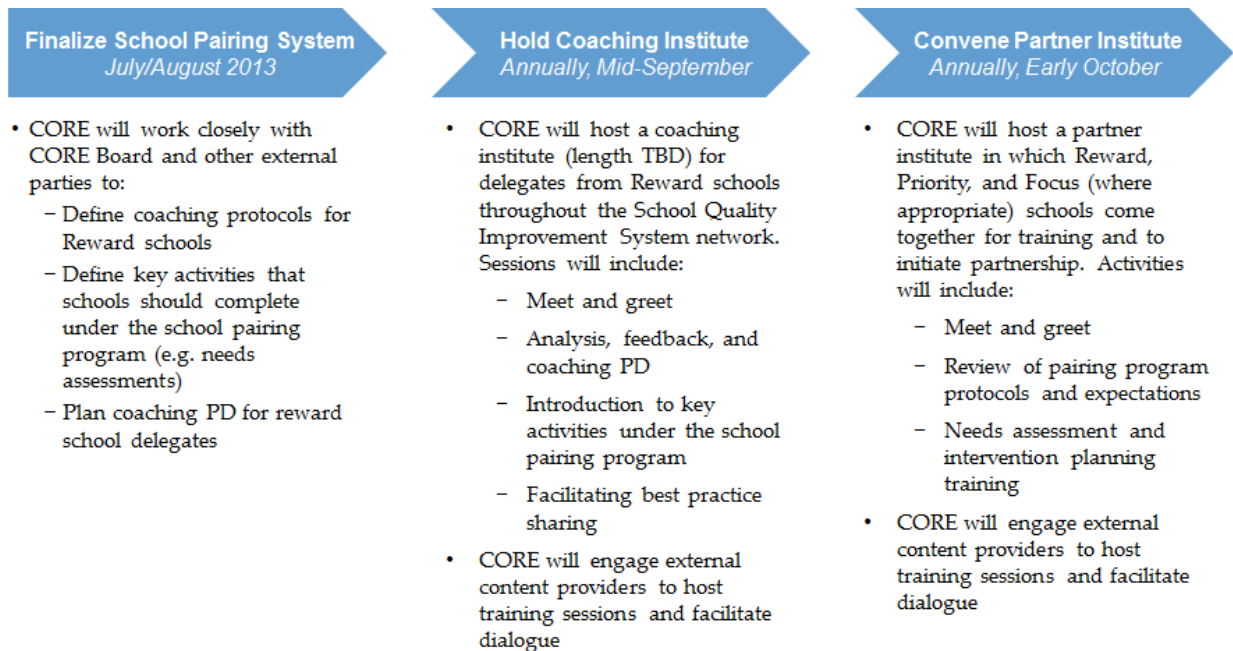 Finalize School Pairing System
July/August 2013
• CORE will work closely with
CORE Board and other external
parties to:
− Define coaching protocols for
Reward schools
− Define key activities that
schools should complete
under the school pairing
program (e.g. needs
assessments)
− Plan coaching PD for reward
school delegates
Hold Coaching Institute
Annually, Mid-September
• CORE will host a coaching
institute (length TBD) for
delegates from Reward schools
throughout the School Quality
Improvement System network.
Sessions will include:
− Meet and greet
− Analysis, feedback, and
coaching PD
− Introduction to key
activities under the school
pairing program
− Facilitating best practice
sharing
• CORE will engage external
content providers to host
training sessions and facilitate
dialogue
Convene Partner Institute
Annually, Early October
• CORE will host a partner
institute in which Reward,
Priority, and Focus (where
appropriate) schools come
together for training and to
initiate partnership. Activities
will include:
− Meet and greet
− Review of pairing program
protocols and expectations
− Needs assessment and
intervention planning
training
• CORE will engage external
content providers to host
training sessions and facilitate
dialogue